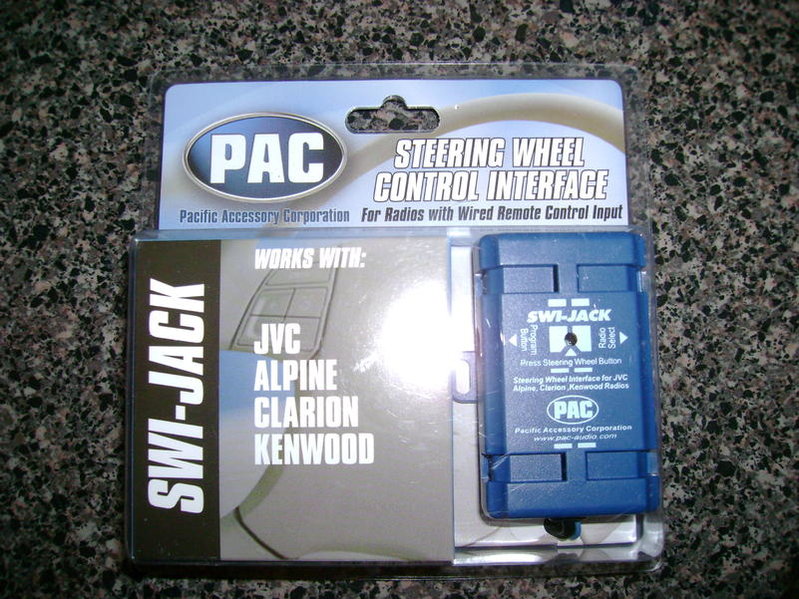 PAC
Pacific Accessory Corporation
STEERING WHEEL
CONTROL INTERFACE
For Radios with Wired Remote Control Input
SWI-JACK
WORKS WITH:
JVC
ALPINE
CLARION
KENWOOD
SWI-JACK
Program
Button
Radio
Select
Press Steering Wheel Button
Steering Wheel Interface for JVC
Alpine, Clarion ,Kenwood Radios
PAC
Pacific Accessory Corporation
www.pac-audio.com